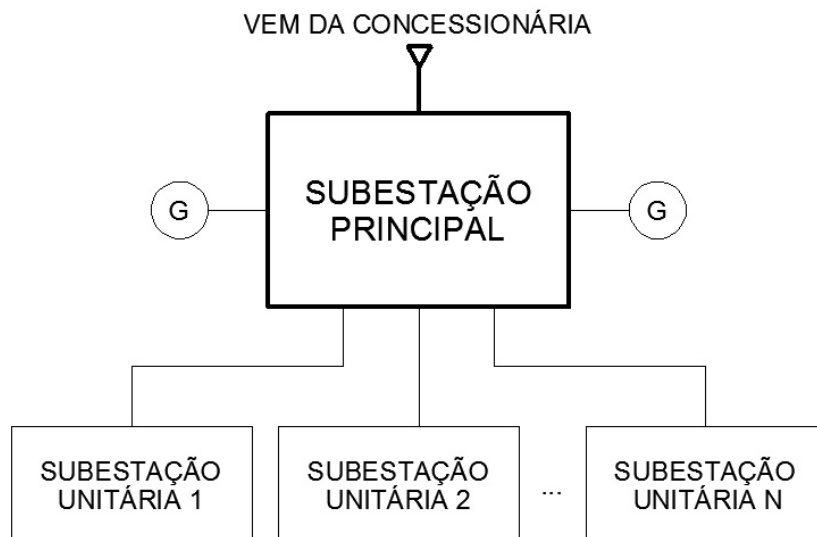 VEM DA CONCESSIONÁRIA
SUBESTAÇÃO
PRINCIPAL
G
G
SUBESTAÇÃO
UNITÁRIA 1
SUBESTAÇÃO
UNITÁRIA 2
...
SUBESTAÇÃO
UNITÁRIA N